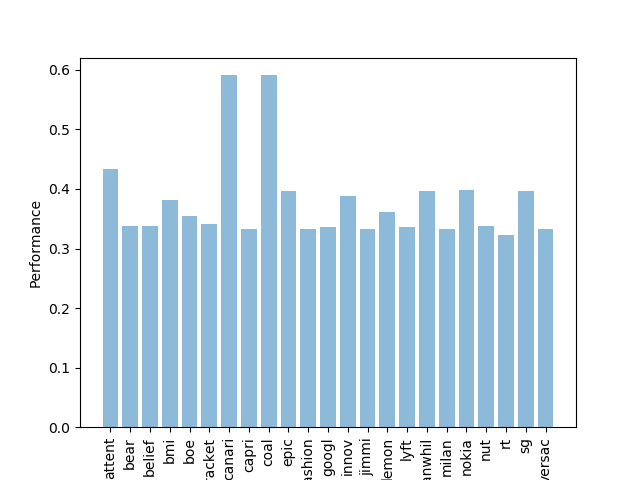 0.6
0.5
0.4
0.3
0.2
0.1
0.0
Performance
attent
bear
belief
bmi
boe
racket
canari
capri
coal
epic
ashion
googl
innov
jimmi
lemon
lyft
anwhil
milan
nokia
nut
rt
sg
versac